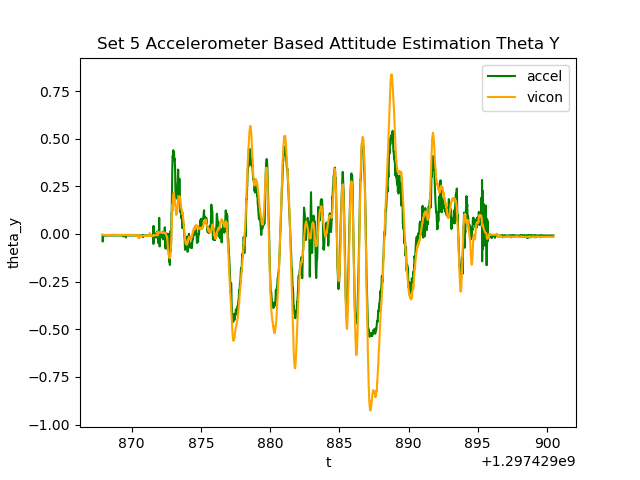 Set 5 Accelerometer Based Attitude Estimation Theta Y
accel
vicon
theta_y
0.75
0.50
0.25
0.00
−0.25
−0.50
−0.75
−1.00
870 875 880 885 890 895 900
t
+1.297429e9